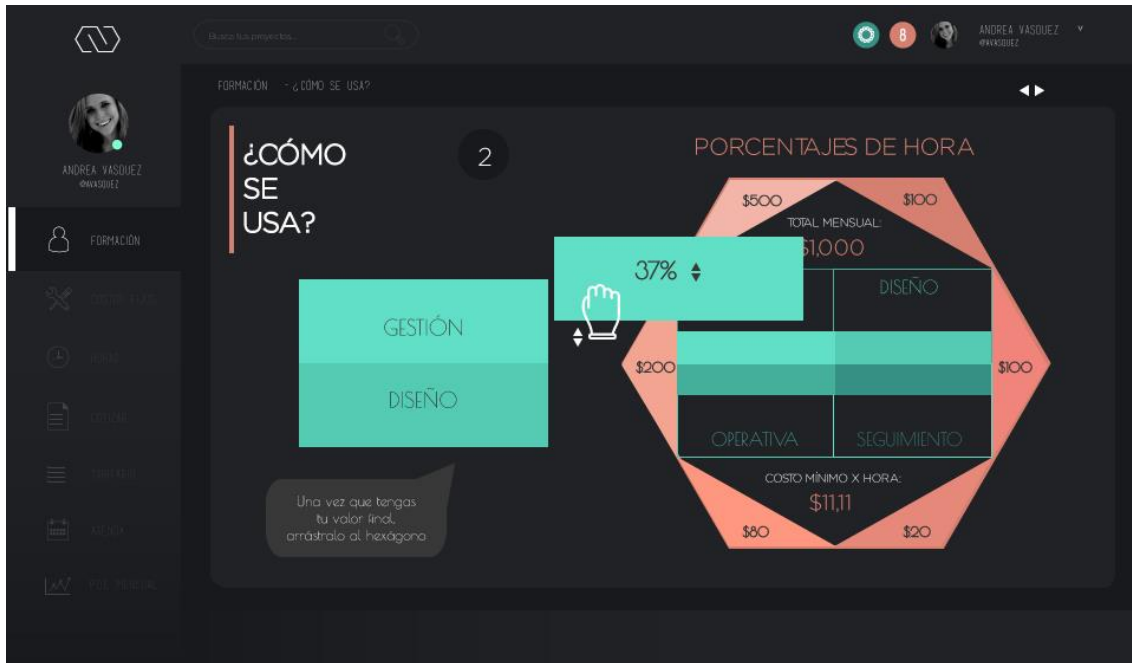 Busca tus proyectos...
8
ANDREA VASQUEZ
@AVASQUEZ
ANDREA VASQUEZ
@AVASQUEZ
FORMACIÓN
FORMACIÓN - ¿CÓMO SE USA?
¿CÓMO
SE
USA?
2
GESTIÓN
DISEÑO
Una vez que tengas
tu valor final,
arrástralo al hexágono
37%
PORCENTAJES DE HORA
$500
$100
TOTAL MENSUAL:
$1,000
DISEÑO
$200
$100
OPERATIVA
SEGUIMIENTO
COSTO MÍNIMO X HORA:
$11,11
$80
$20